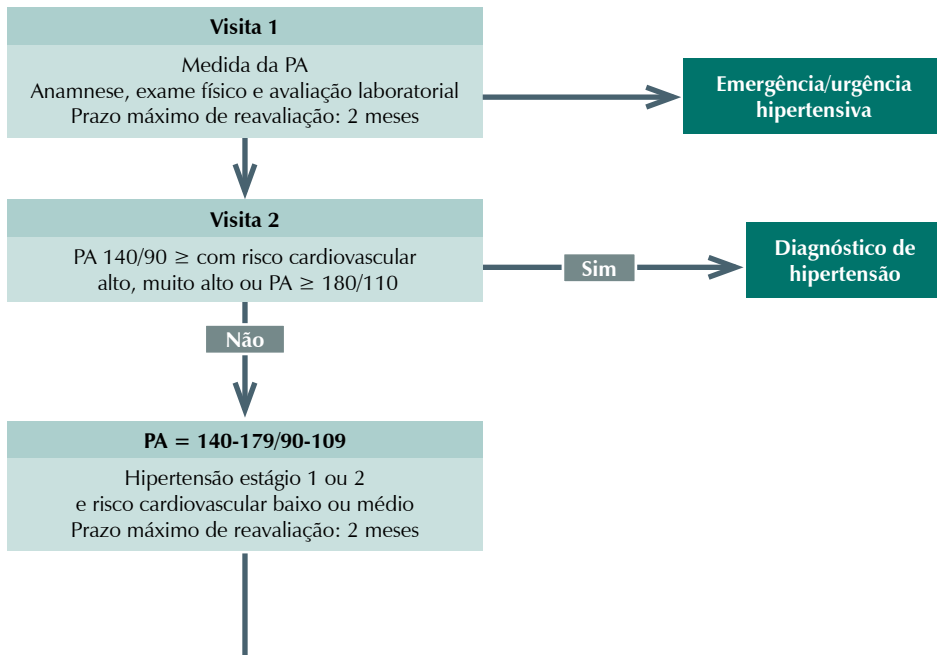 Visita 1
Medida da PA
Anamnese, exame físico e avaliação laboratorial
Prazo máximo de reavaliação: 2 meses
Emergência/urgência
hipertensiva
Visita 2
PA 140/90 ≥ com risco cardiovascular
alto, muito alto ou PA ≥ 180/110
Sim
Diagnóstico de
hipertensão
Não
PA = 140-179/90-109
Hipertensão estágio 1 ou 2
e risco cardiovascular baixo ou médio
Prazo máximo de reavaliação: 2 meses